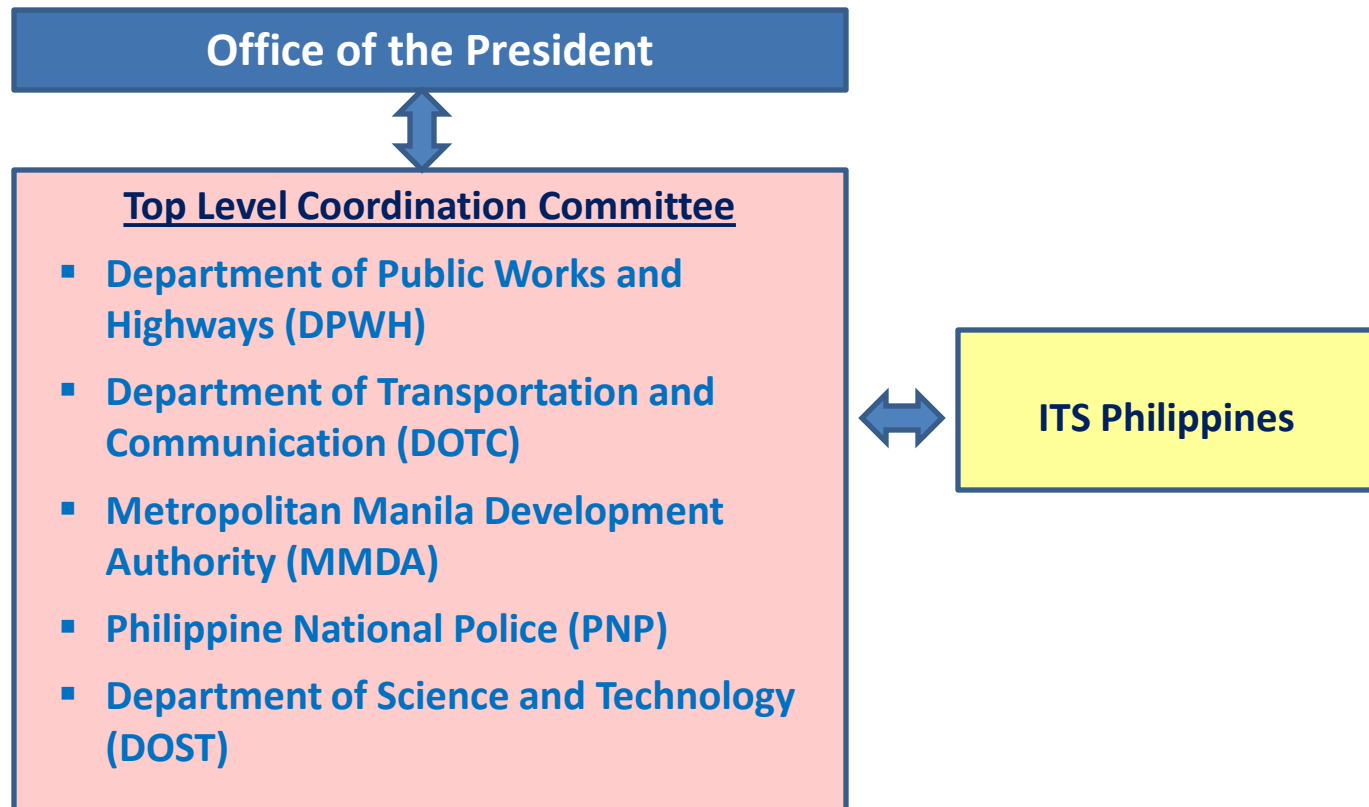 Office of the President
Top Level Coordination Committee
▪ Department of Public Works and
Highways (DPWH)
▪ Department of Transportation and
Communication (DOTC)
▪ Metropolitan Manila Development
Authority (MMDA)
▪ Philippine National Police (PNP)
▪ Department of Science and Technology
(DOST)
ITS Philippines